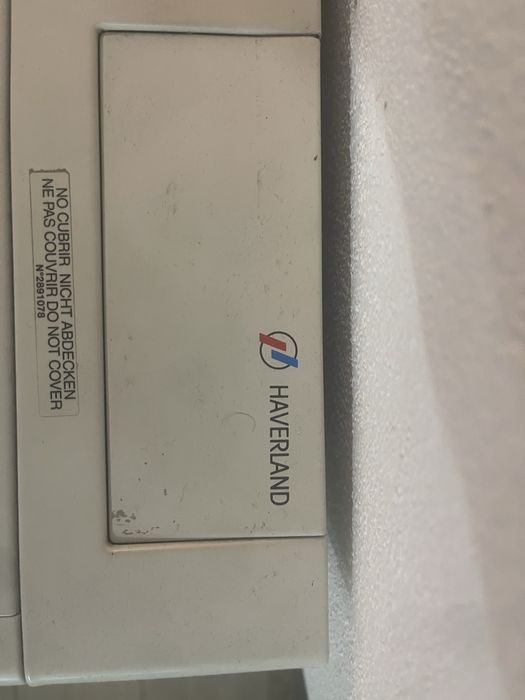 HAVERLAND
NO CUBRIR NICHT ABDECKEN
NE PAS COUVRIR DO NOT COVER
N°2891078